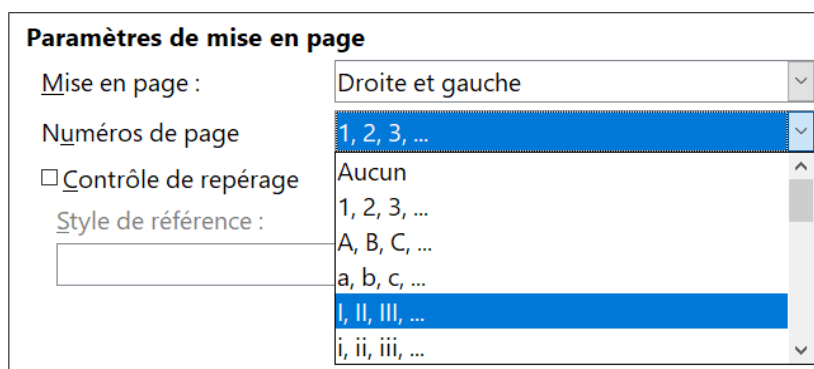 Paramètres de mise en page
Mise en page : Droite et gauche
Numéros de page 1, 2, 3, ...
Contrôle de repérage Aucun
1, 2, 3, ...
Style de référence :
A, B, C, ...
a, b, c, ...
I, II, III, ...
i, ii, iii, ...